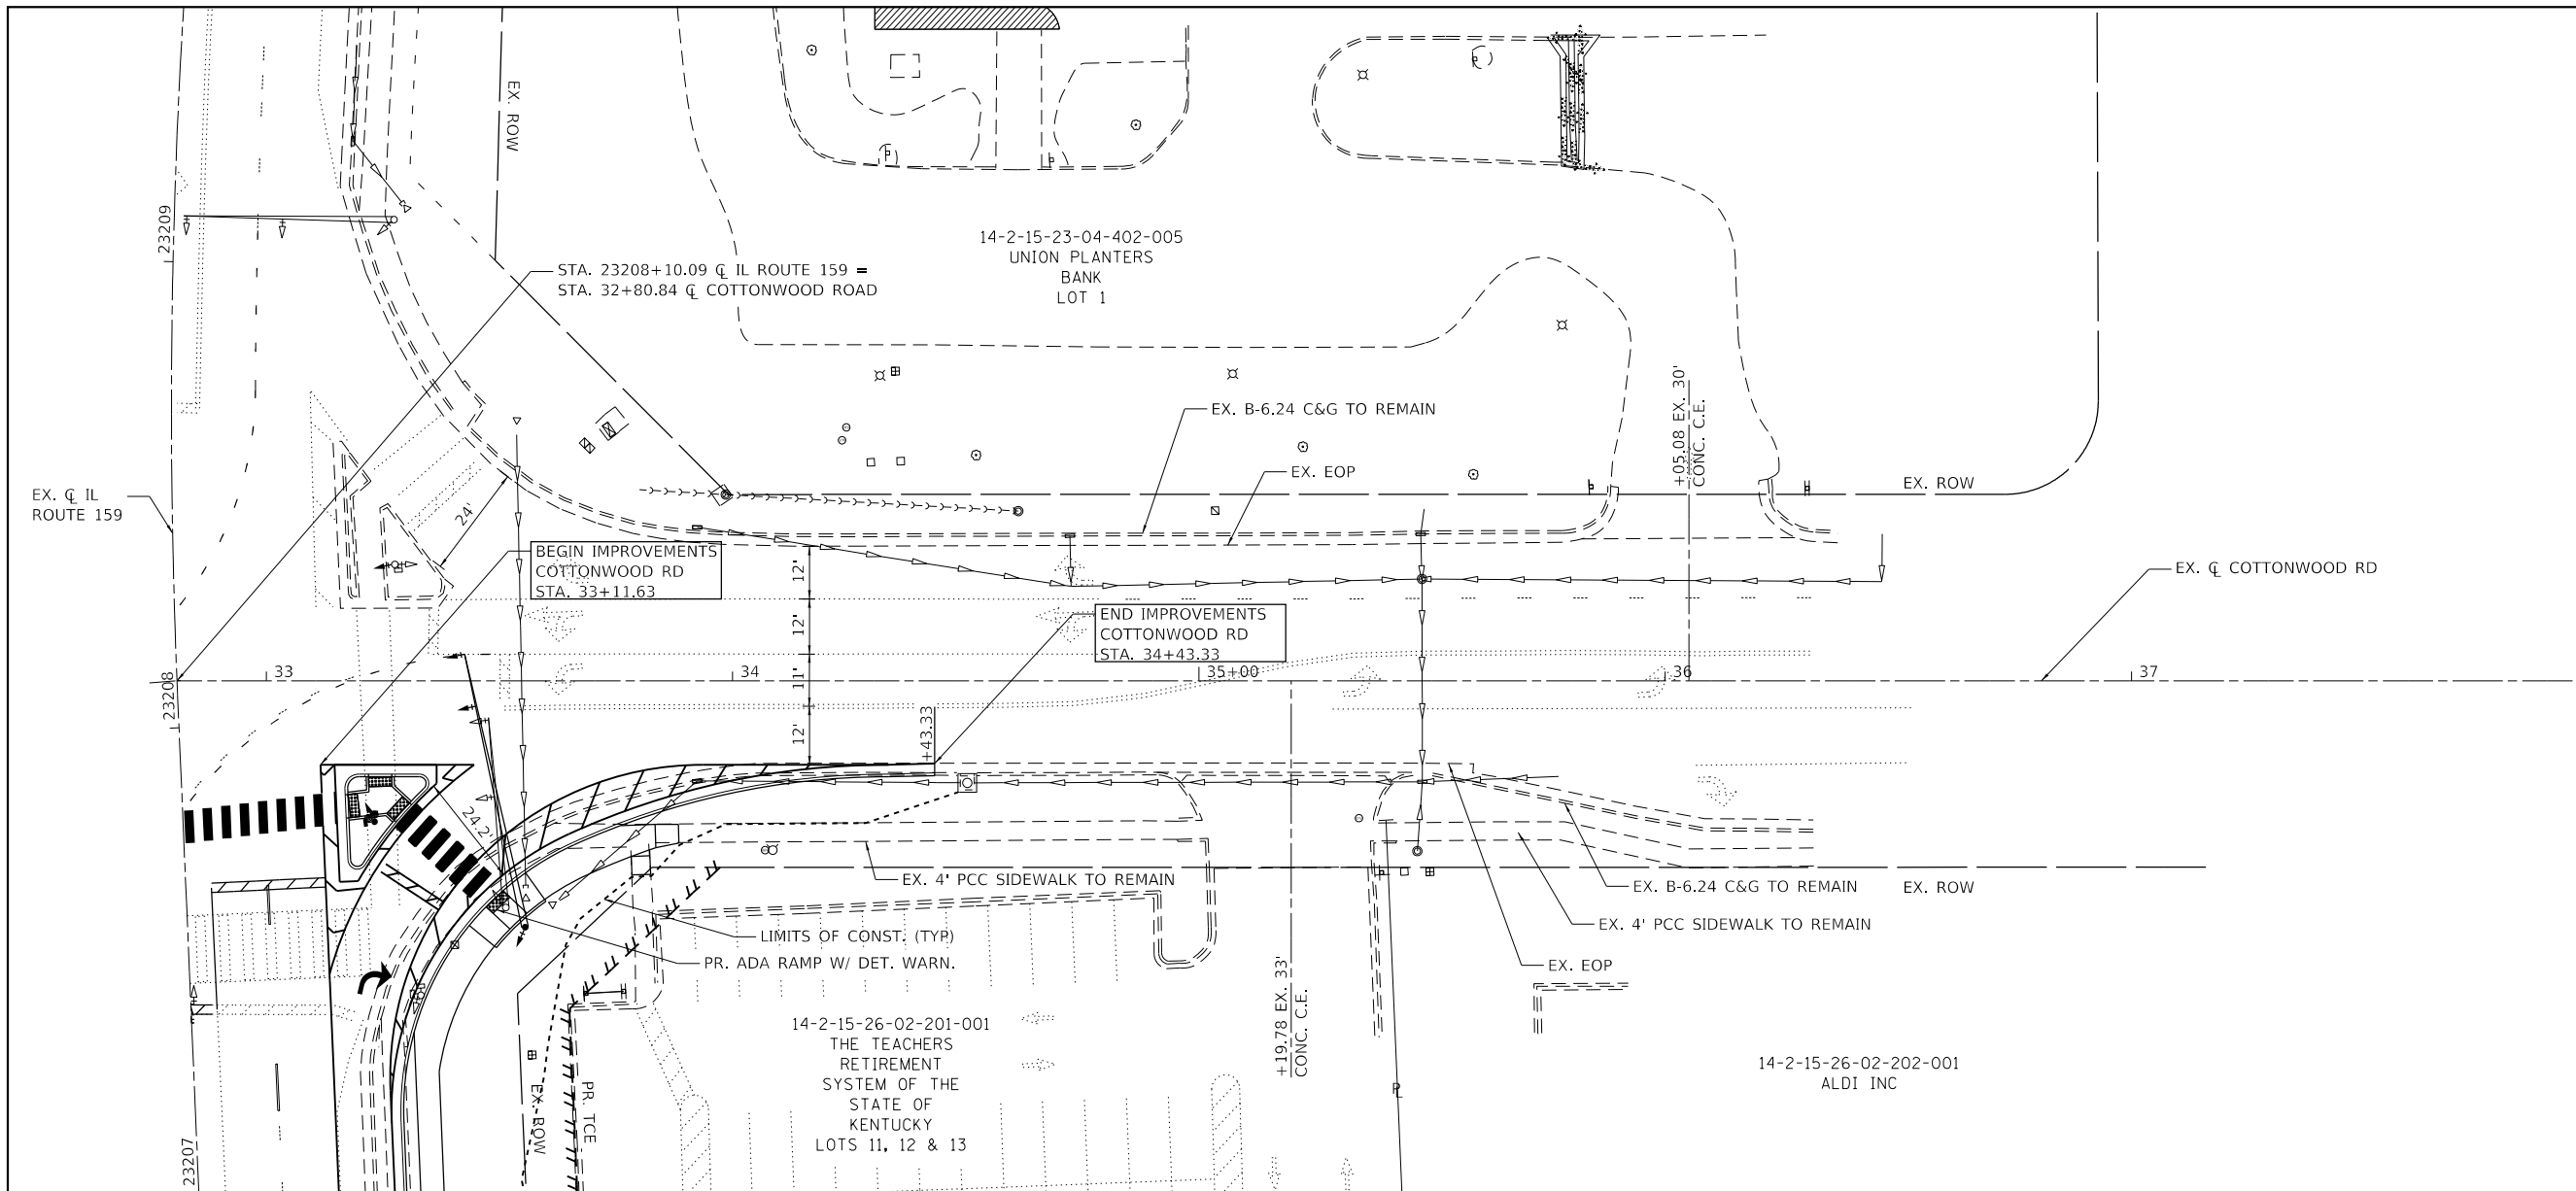 EX. ROW
23209
14-2-15-23-04-402-005
UNION PLANTERS
BANK
LOT 1
STA. 23208+10.09 ℄ IL ROUTE 159 =
STA. 32+80.84 ℄ COTTONWOOD ROAD
EX. B-6.24 C&G TO REMAIN
+05.08 EX. 30'
CONC. C.E.
EX. EOP
EX. ROW
EX. ℄ IL
ROUTE 159
24'
BEGIN IMPROVEMENTS
COTTONWOOD RD
STA. 33+11.63
12'
12'
11'
12'
END IMPROVEMENTS
COTTONWOOD RD
STA. 34+43.33
EX. ℄ COTTONWOOD RD
23208
33
34
35+00
36
37
+43.33
24.2'
EX. 4' PCC SIDEWALK TO REMAIN
EX. B-6.24 C&G TO REMAIN
EX. ROW
EX. 4' PCC SIDEWALK TO REMAIN
LIMITS OF CONST. (TYP)
PR. ADA RAMP W/ DET. WARN.
EX. EOP
+19.78 EX. 33'
CONC. C.E.
14-2-15-26-02-201-001
THE TEACHERS
RETIREMENT
SYSTEM OF THE
STATE OF
KENTUCKY
LOTS 11, 12 & 13
14-2-15-26-02-202-001
ALDI INC
℄
EX. ROW
PR. TCE
23207